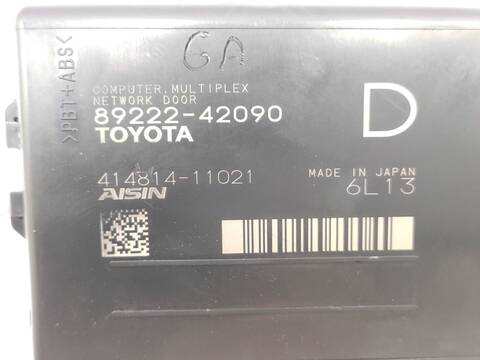 GA
>PBT+ABS<
COMPUTER, MULTIPLEX
NETWORK DOOR
89222-42090
TOYOTA
D
414814-11021
AISIN
MADE IN JAPAN
6L13